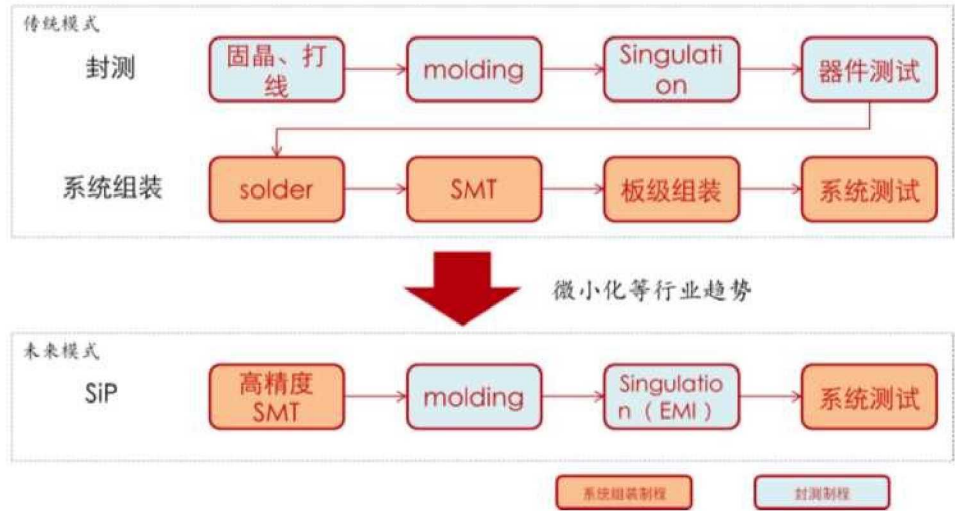 传统模式
封测
固晶、打
线
molding
Singulati
on
器件测试
系统组装
solder
SMT
板级组装
系统测试
微小化等行业趋势
未来模式
SiP
高精度
SMT
molding
Singulatio
n（EMI）
系统测试
系统组装制程
封测制程